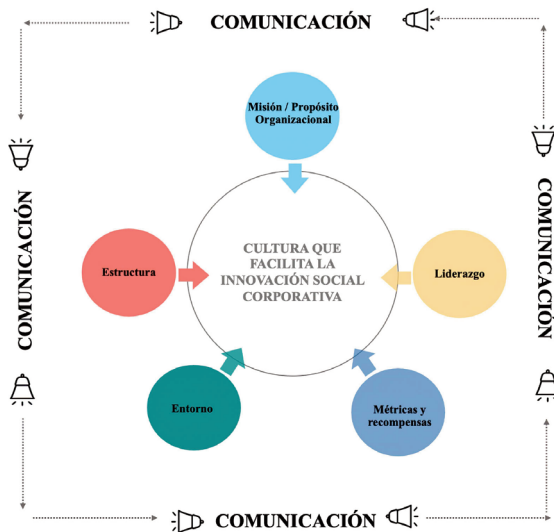 COMUNICACIÓN
Misión / Propósito
Organizacional
COMUNICACIÓN
COMUNICACIÓN
CULTURA QUE
FACILITA LA
INNOVACIÓN SOCIAL
CORPORATIVA
Estructura
Liderazgo
Entorno
Métricas y
recompensas
COMUNICACIÓN